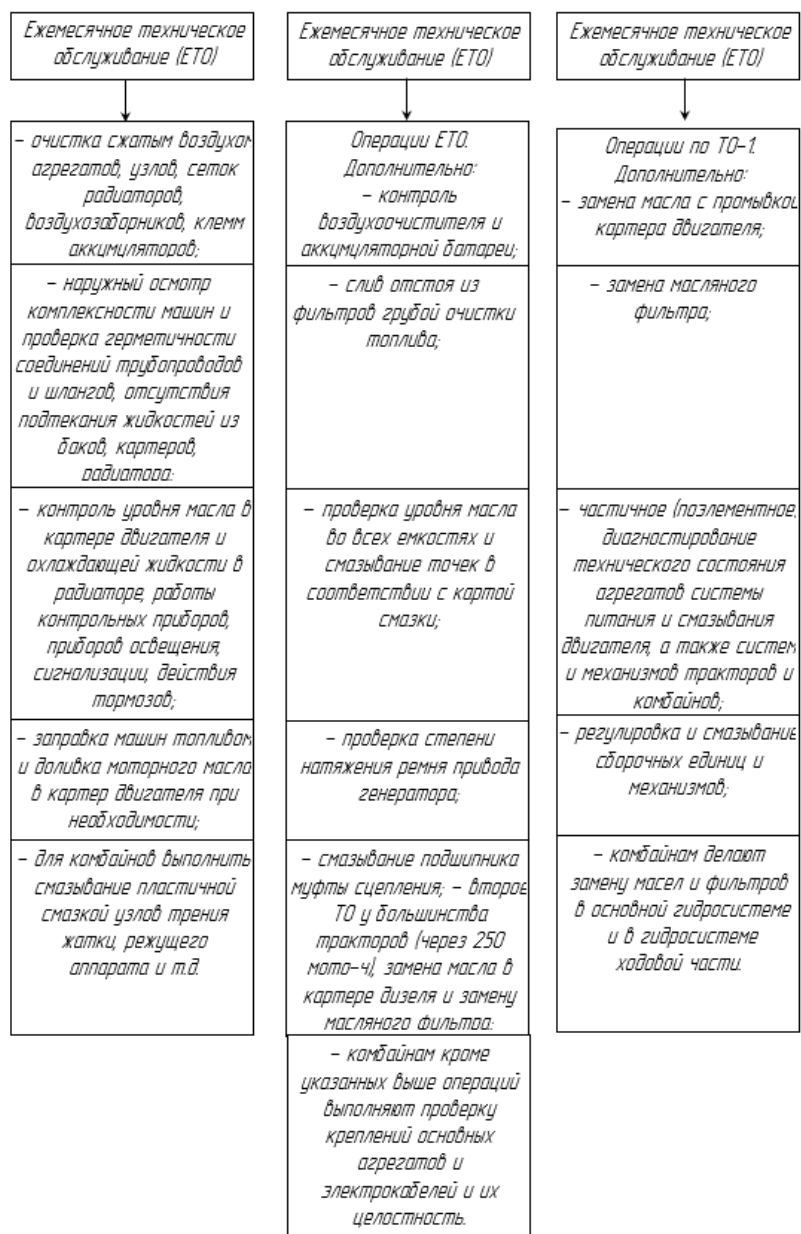 Ежемесячное техническое
обслуживание (ЕТО)
– очистка сжатым воздухом
агрегатов, узлов, сеток
радиаторов,
воздухозаборников, клемм
аккумуляторов;
– наружный осмотр
комплексности машин и
проверка герметичности
соединений трубопроводов
и шлангов, отсутствия
подтекания жидкостей из
баков, картеров,
радиатора:
– контроль уровня масла в
картере двигателя и
охлаждающей жидкости в
радиаторе, работы
контрольных приборов,
приборов освещения,
сигнализации, действия
тормозов;
– заправка машин топливом
и доливка моторного масла
в картер двигателя при
необходимости;
– для комбайнов выполнить
смазывание пластичной
смазкой узлов трения
жатки, режущего
аппарата и т.д.
Ежемесячное техническое
обслуживание (ЕТО)
Операции ЕТО.
Дополнительно:
– контроль
воздухоочистителя и
аккумуляторной батареи;
– слив отстоя из
фильтров грубой очистки
топлива;
– проверка уровня масла
во всех емкостях и
смазывание точек в
соответствии с картой
смазки;
– проверка степени
натяжения ремня привода
генератора;
– смазывание подшипника
муфты сцепления; – второе
ТО у большинства
тракторов (через 250
мото-ч), замена масла в
картере дизеля и замену
масляного фильтра:
– комбайнам кроме
указанных выше операций
выполняют проверку
креплений основных
агрегатов и
электрокабелей и их
целостность.
Ежемесячное техническое
обслуживание (ЕТО)
Операции по ТО-1.
Дополнительно:
– замена масла с промывкой
картера двигателя;
– замена масляного
фильтра;
– частичное (поэлементное)
диагностирование
технического состояния
агрегатов системы
питания и смазывания
двигателя, а также систем
и механизмов тракторов и
комбайнов;
– регулировка и смазывание
сборочных единиц и
механизмов;
– комбайнам делают
замену масел и фильтров
в основной гидросистеме
и в гидросистеме
ходовой части.